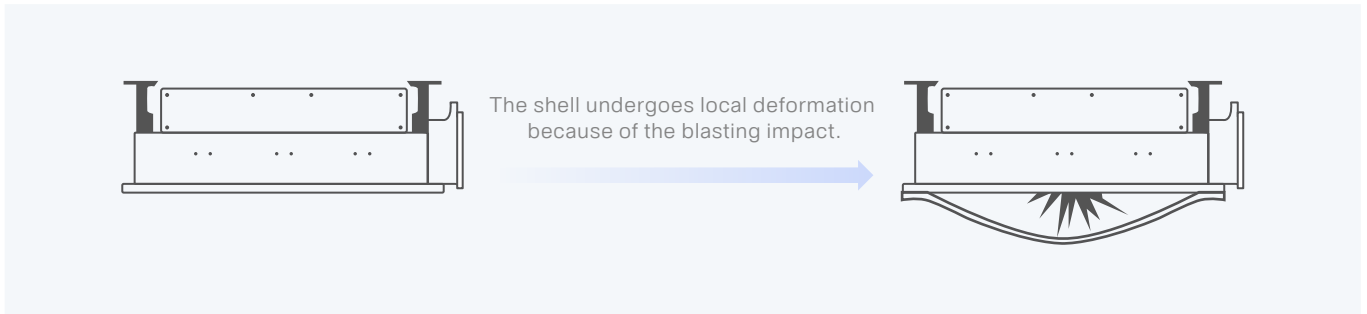 The shell undergoes local deformation
because of the blasting impact.